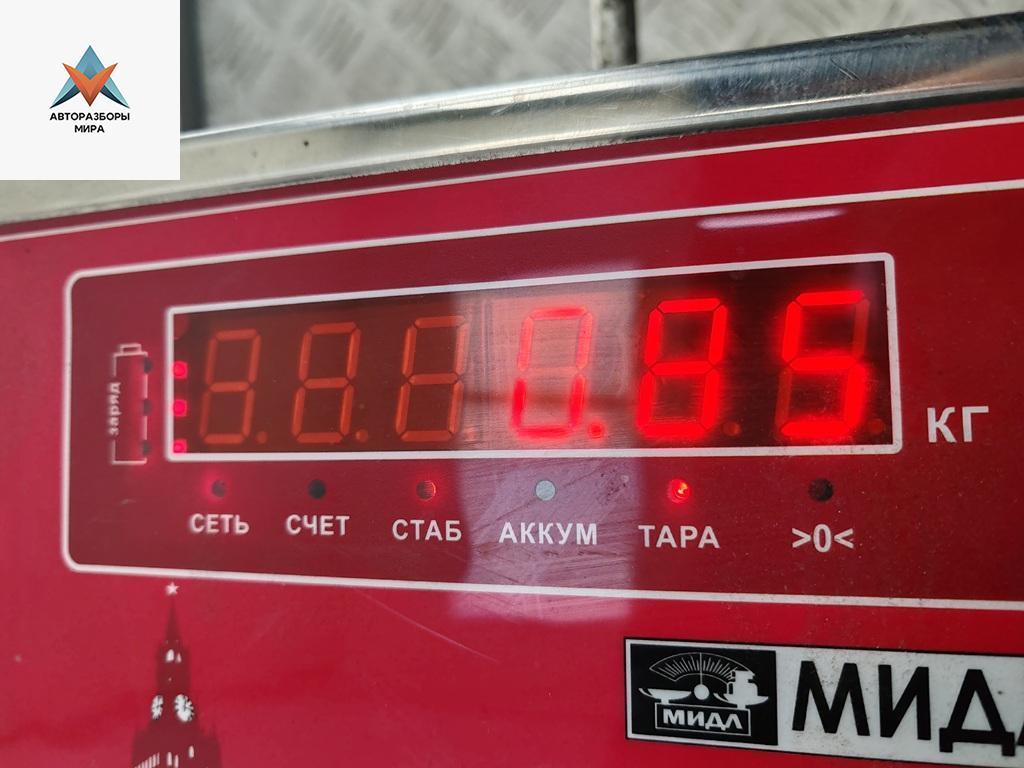 АВТОРАЗБОРЫ
МИРА
заряд
0.85
КГ
СЕТЬ СЧЕТ СТАБ АККУМ ТАРА >0<
МИДЛ
МИД